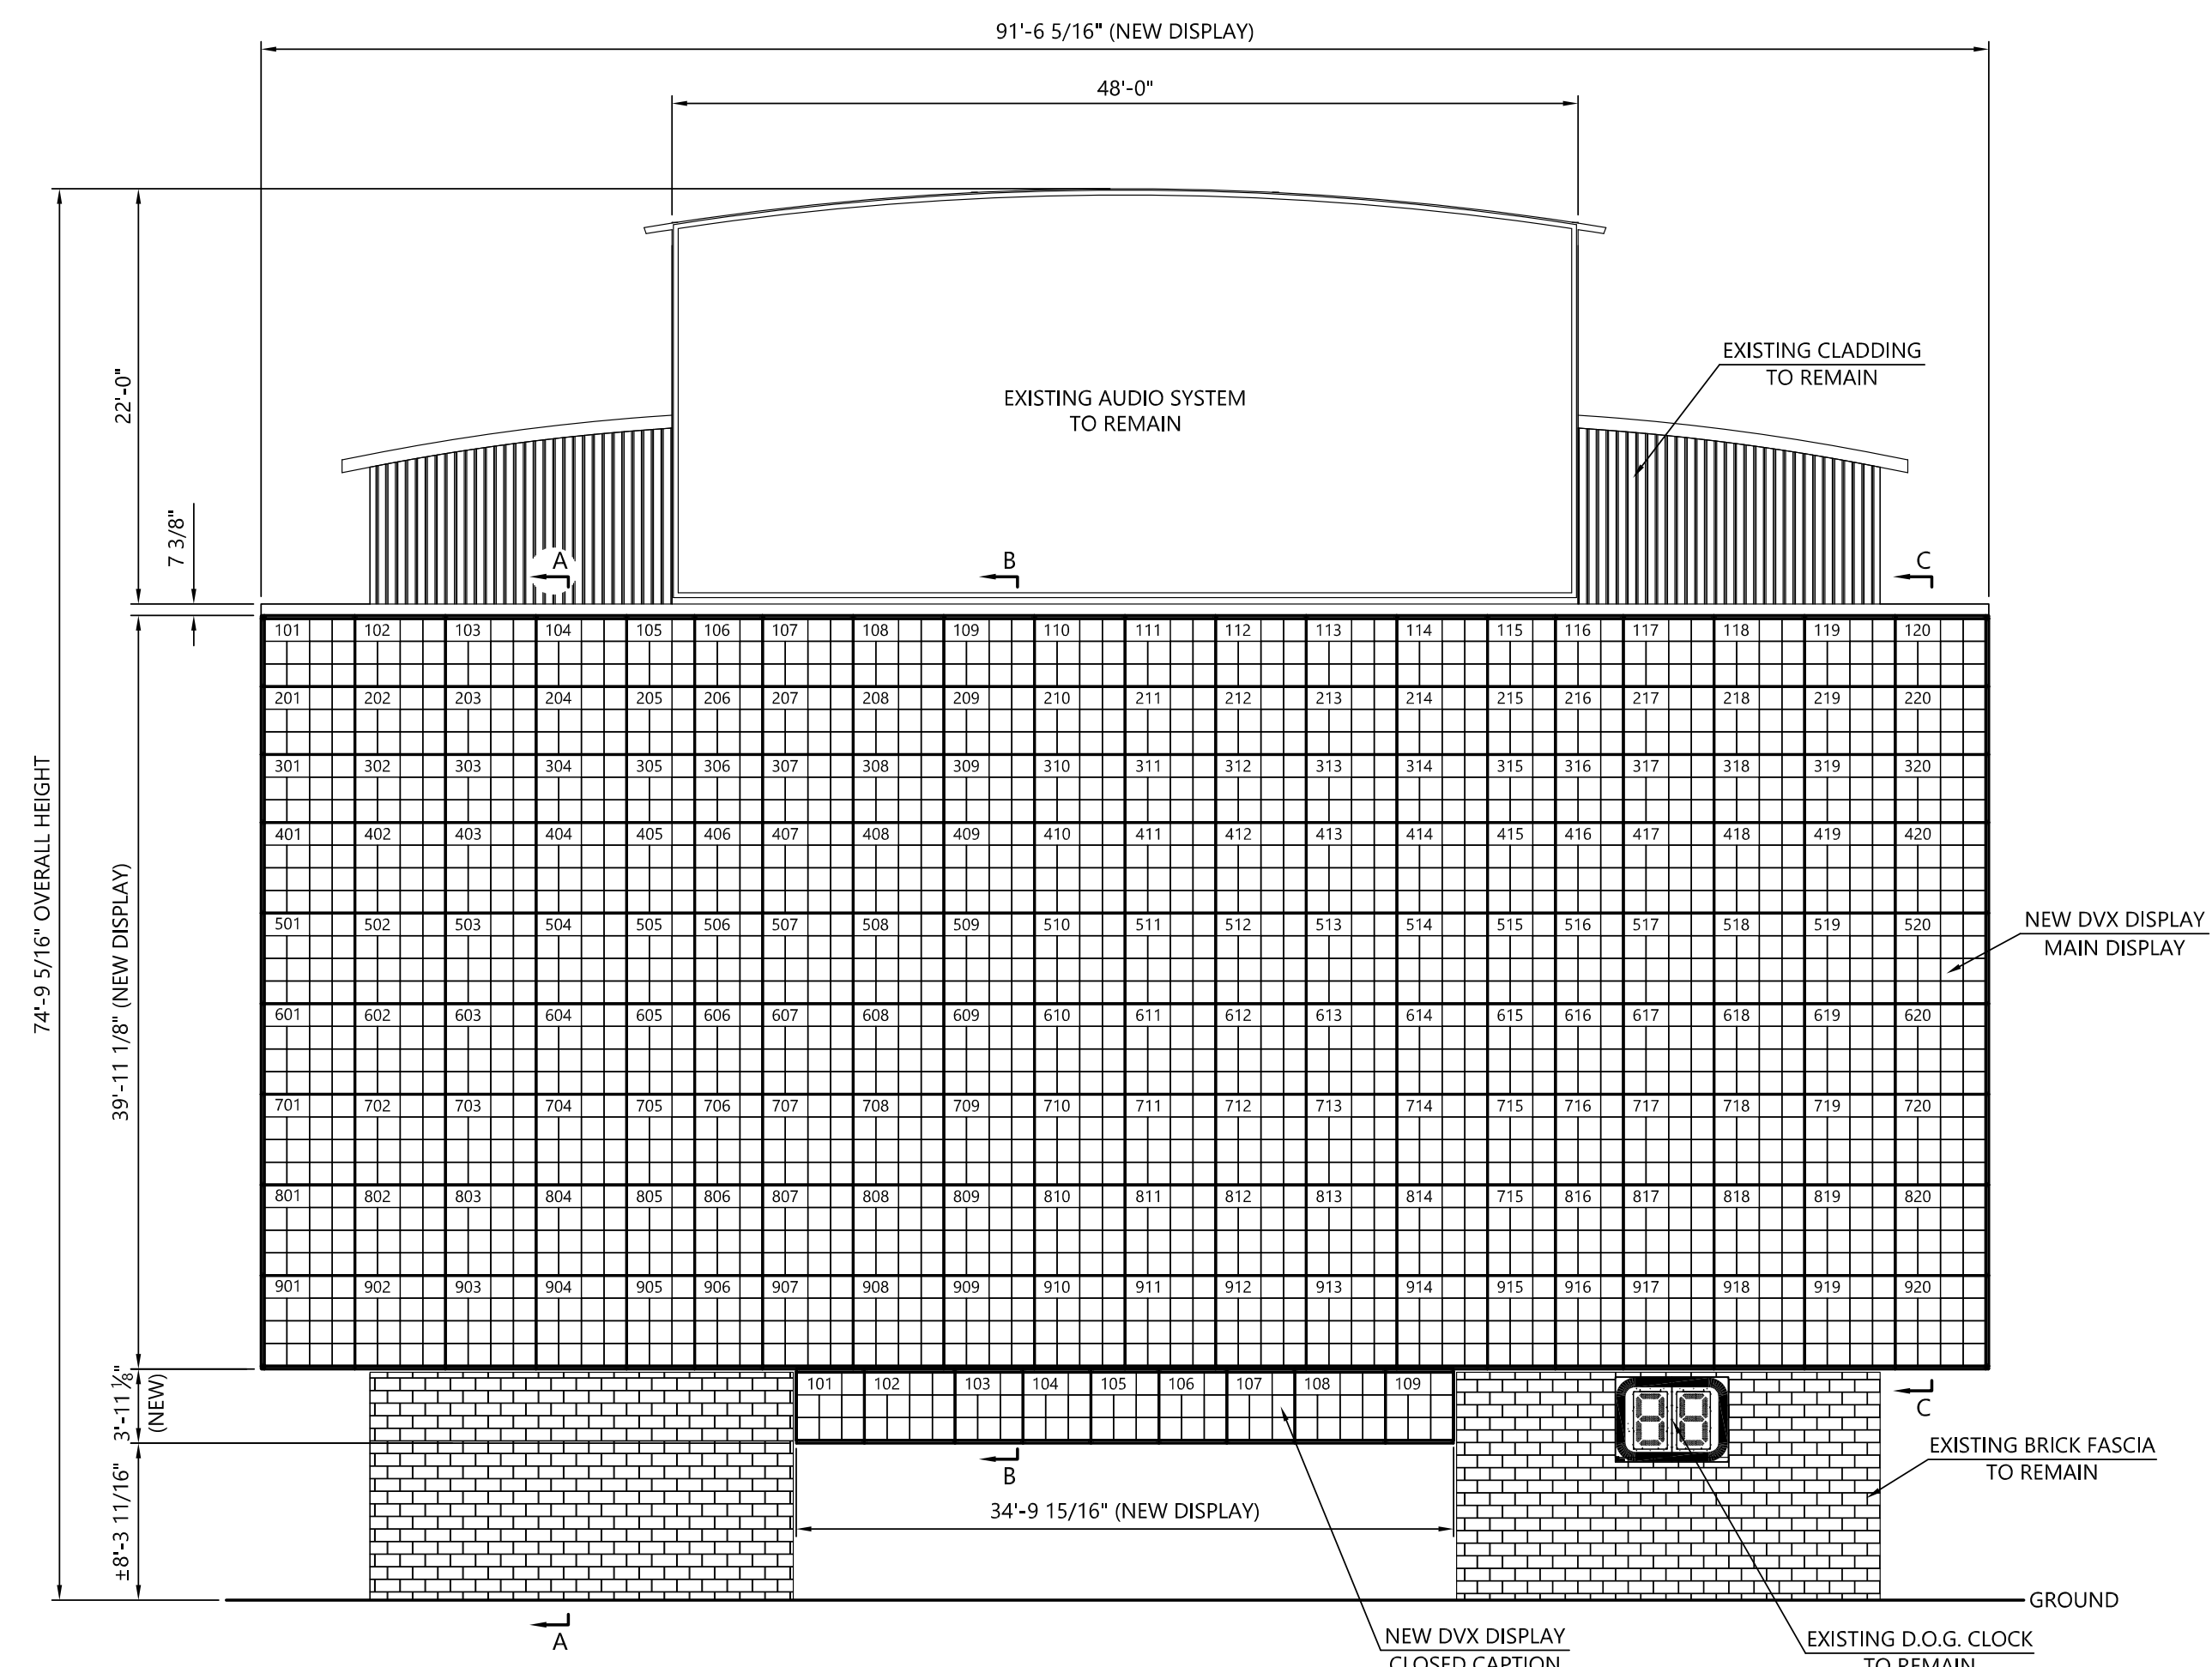 91'-6 5/16" (NEW DISPLAY)
48'-0"
22'-0"
EXISTING CLADDING
TO REMAIN
EXISTING AUDIO SYSTEM
TO REMAIN
7 3/8"
A
B
C
101 102 103 104 105 106 107 108 109 110 111 112 113 114 115 116 117 118 119 120
201 202 203 204 205 206 207 208 209 210 211 212 213 214 215 216 217 218 219 220
301 302 303 304 305 306 307 308 309 310 311 312 313 314 315 316 317 318 319 320
401 402 403 404 405 406 407 408 409 410 411 412 413 414 415 416 417 418 419 420
501 502 503 504 505 506 507 508 509 510 511 512 513 514 515 516 517 518 519 520
601 602 603 604 605 606 607 608 609 610 611 612 613 614 615 616 617 618 619 620
701 702 703 704 705 706 707 708 709 710 711 712 713 714 715 716 717 718 719 720
801 802 803 804 805 806 807 808 809 810 811 812 813 814 715 816 817 818 819 820
901 902 903 904 905 906 907 908 909 910 911 912 913 914 915 916 917 918 919 920
74'-9 5/16" OVERALL HEIGHT
39'-11 1/8" (NEW DISPLAY)
NEW DVX DISPLAY
MAIN DISPLAY
3'-11 1/8"
(NEW)
101 102 103 104 105 106 107 108 109
88
C
B
EXISTING BRICK FASCIA
TO REMAIN
±8'-3 11/16"
34'-9 15/16" (NEW DISPLAY)
GROUND
A
NEW DVX DISPLAY
CLOSED CAPTION
EXISTING D.O.G. CLOCK
TO REMAIN